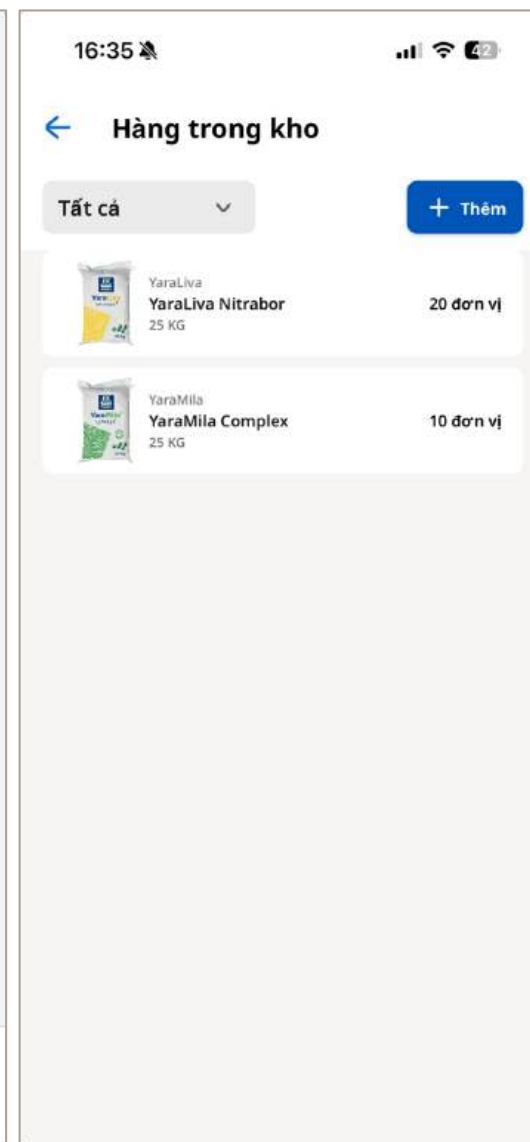 16:35
42
Hàng trong kho
Tất cả
+ Thêm
YaraLiva
YaraLiva Nitrabor
25 KG
20 đơn vị
YaraMila
YaraMila Complex
25 KG
10 đơn vị